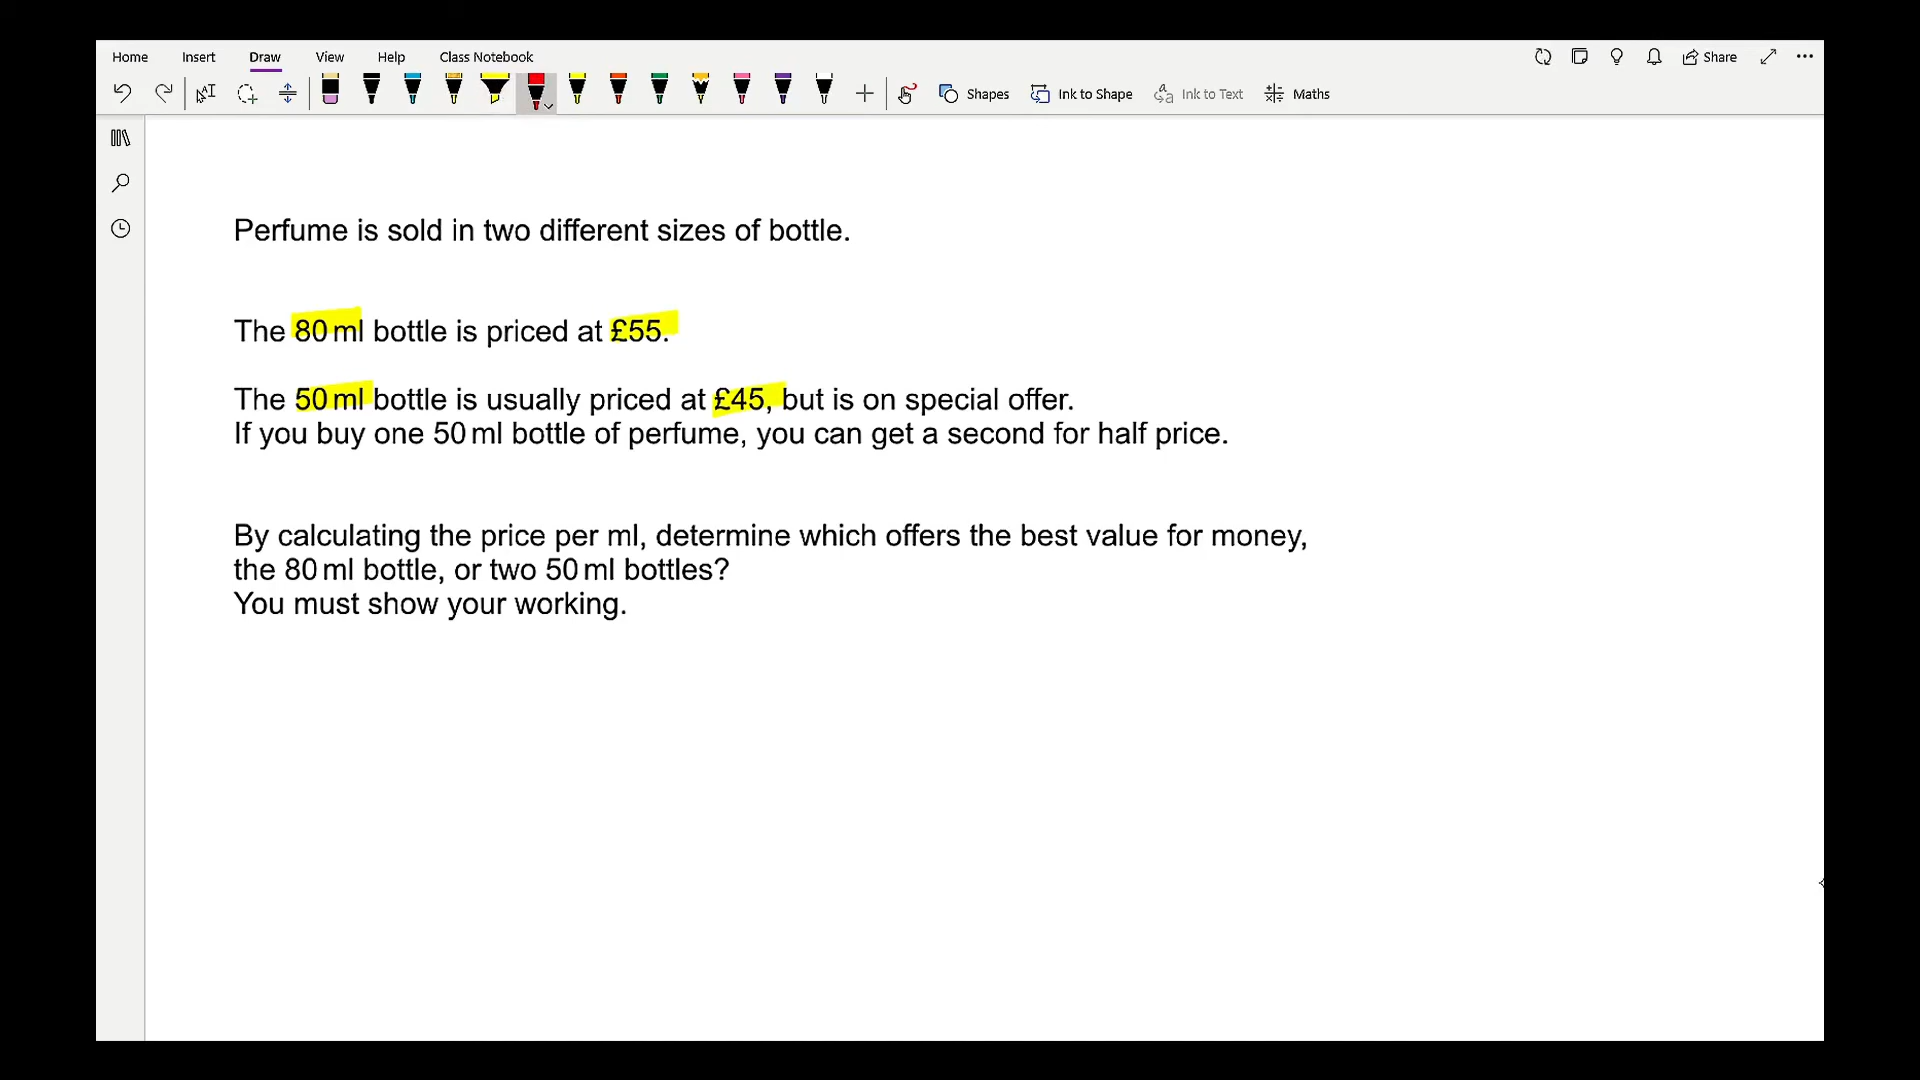 Home Insert Draw View Help Class Notebook Share
Shapes Ink to Shape Ink to Text Maths
Perfume is sold in two different sizes of bottle.
The 80 ml bottle is priced at £55.
The 50 ml bottle is usually priced at £45, but is on special offer.
If you buy one 50 ml bottle of perfume, you can get a second for half price.
By calculating the price per ml, determine which offers the best value for money,
the 80 ml bottle, or two 50 ml bottles?
You must show your working.